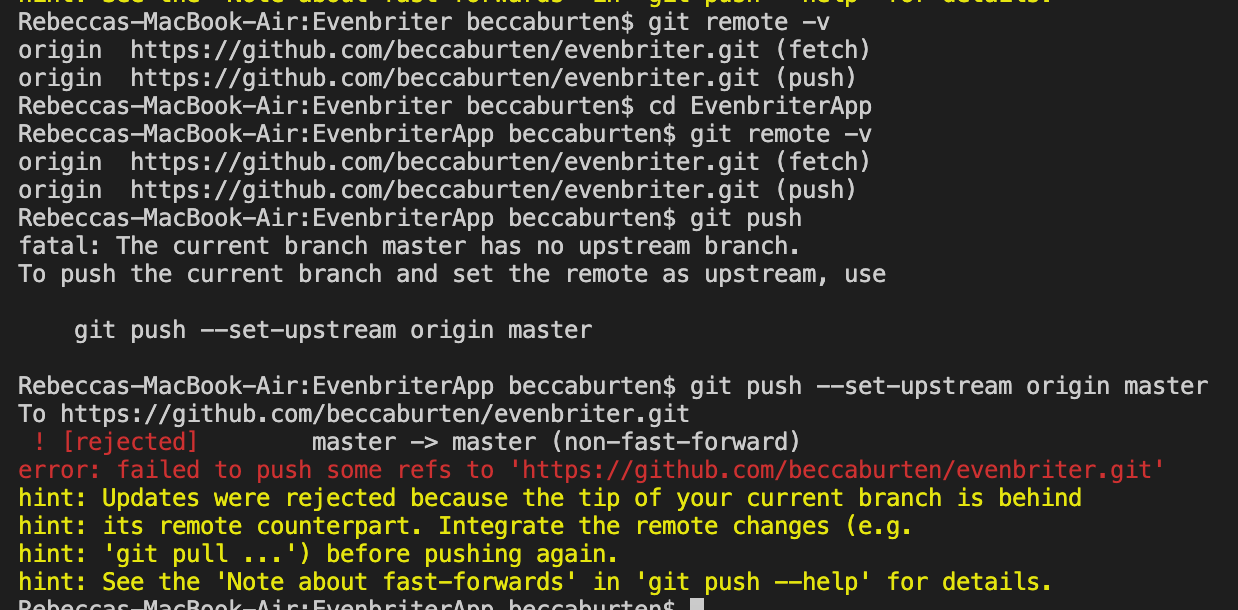 hint: See the 'Note about fast-forwards' in 'git push --help' for details.
Rebeccas-MacBook-Air:Evenbriter beccaburten$ git remote -v
origin  https://github.com/beccaburten/evenbriter.git (fetch)
origin  https://github.com/beccaburten/evenbriter.git (push)
Rebeccas-MacBook-Air:Evenbriter beccaburten$ cd EvenbriterApp
Rebeccas-MacBook-Air:EvenbriterApp beccaburten$ git remote -v
origin  https://github.com/beccaburten/evenbriter.git (fetch)
origin  https://github.com/beccaburten/evenbriter.git (push)
Rebeccas-MacBook-Air:EvenbriterApp beccaburten$ git push
fatal: The current branch master has no upstream branch.
To push the current branch and set the remote as upstream, use
    git push --set-upstream origin master
Rebeccas-MacBook-Air:EvenbriterApp beccaburten$ git push --set-upstream origin master
To https://github.com/beccaburten/evenbriter.git
 ! [rejected]        master -> master (non-fast-forward)
error: failed to push some refs to 'https://github.com/beccaburten/evenbriter.git'
hint: Updates were rejected because the tip of your current branch is behind
hint: its remote counterpart. Integrate the remote changes (e.g.
hint: 'git pull ...') before pushing again.
hint: See the 'Note about fast-forwards' in 'git push --help' for details.
Rebeccas-MacBook-Air:EvenbriterApp beccaburten$